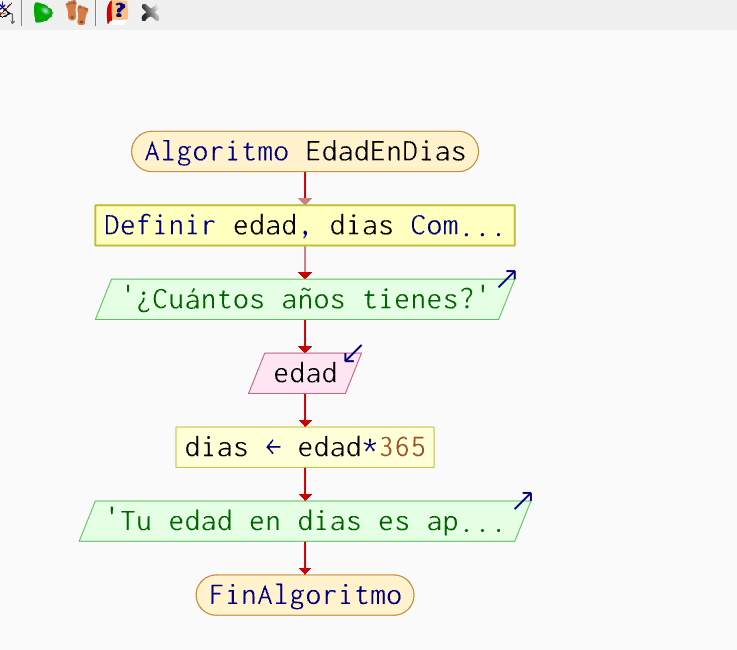 Algoritmo EdadEnDias
Definir edad, dias Com...
'¿Cuántos años tienes?'
edad
dias ← edad*365
'Tu edad en dias es ap...
FinAlgoritmo